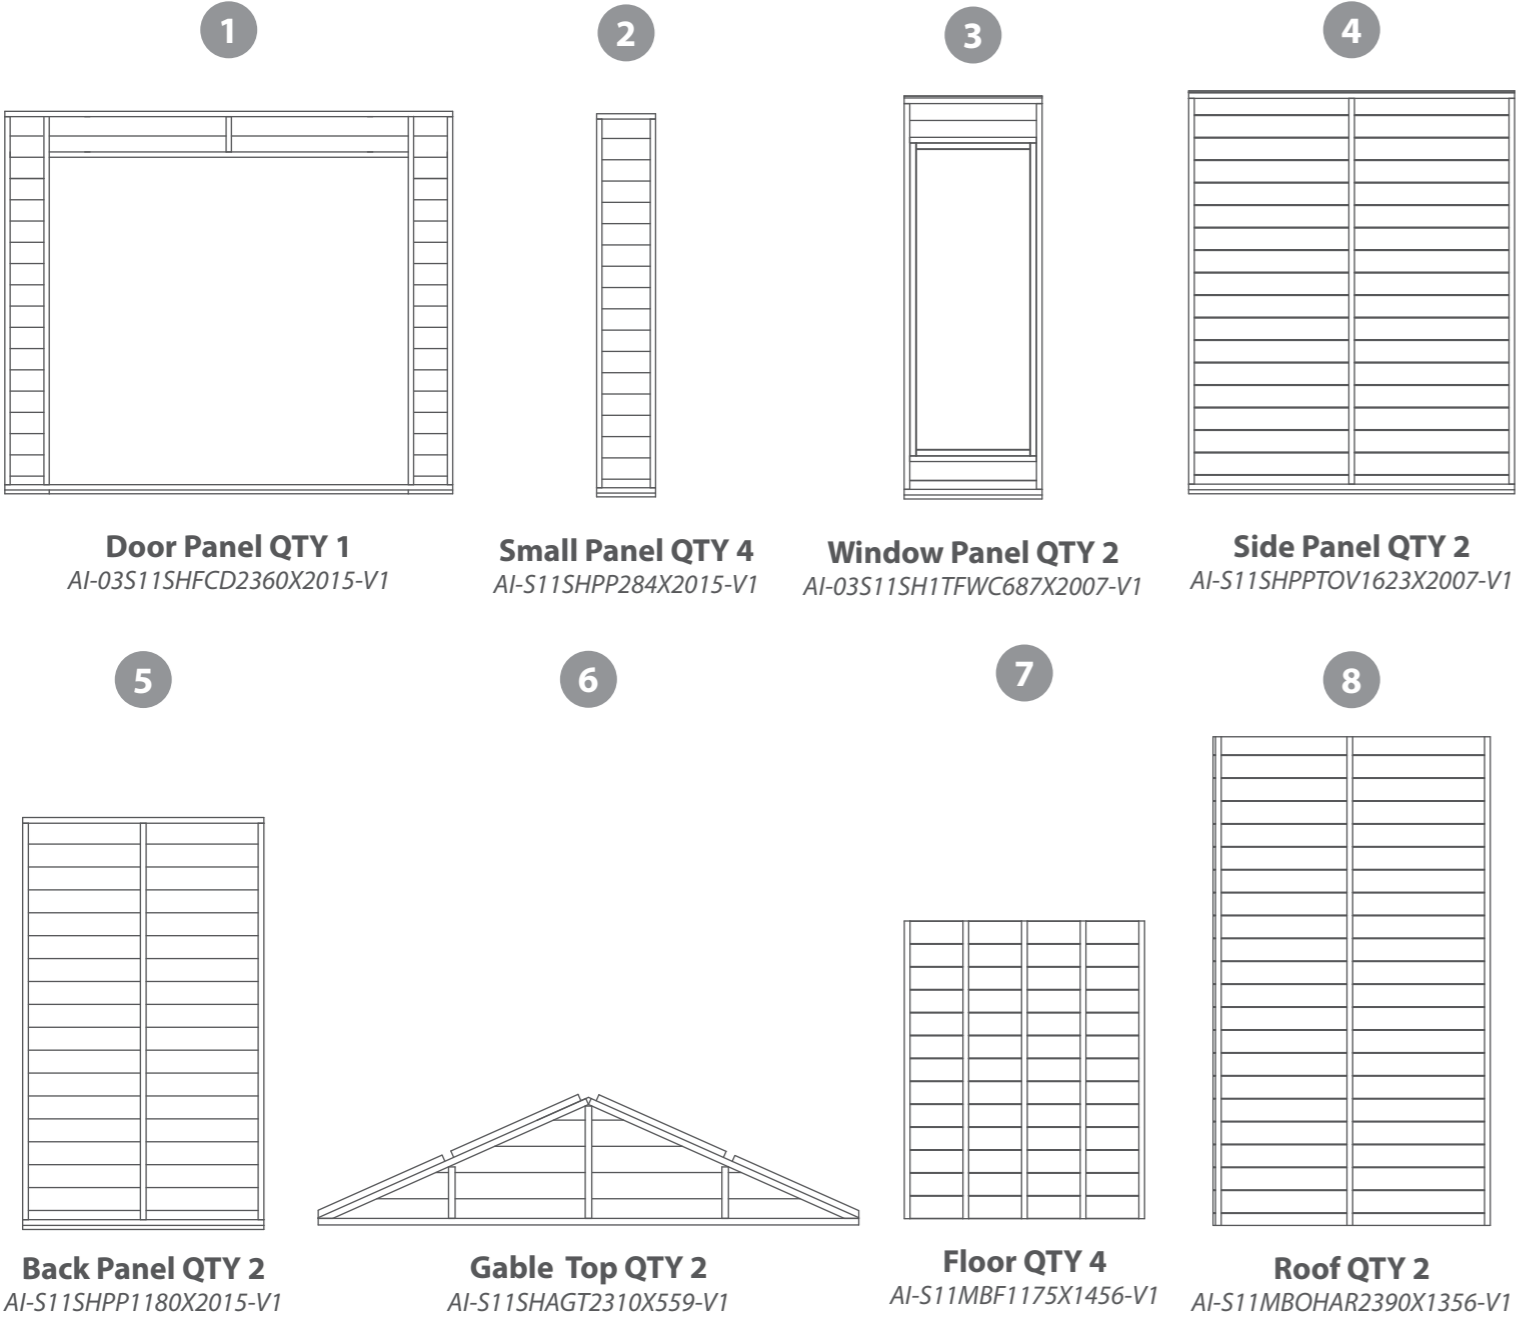 1
2
3
4
Door Panel QTY 1
AI-03S11SHFCD2360X2015-V1
Small Panel QTY 4
AI-S11SHPP284X2015-V1
Window Panel QTY 2
AI-03S11SH1TFWC687X2007-V1
Side Panel QTY 2
AI-S11SHPPTOV1623X2007-V1
5
6
7
8
Back Panel QTY 2
AI-S11SHPP1180X2015-V1
Gable Top QTY 2
AI-S11SHAGT2310X559-V1
Floor QTY 4
AI-S11MBF1175X1456-V1
Roof QTY 2
AI-S11MBOHAR2390X1356-V1